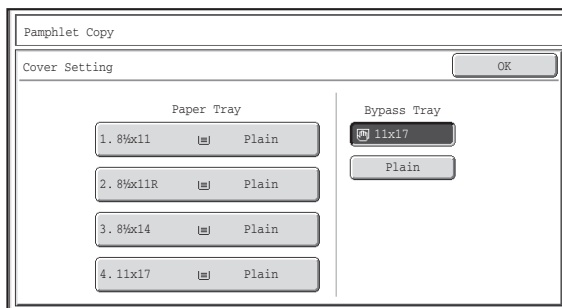 Pamphlet Copy
Cover Setting
OK
Paper Tray
1. 8½x11 Plain
2. 8½x11R Plain
3. 8½x14 Plain
4. 11x17 Plain
Bypass Tray
11x17
Plain